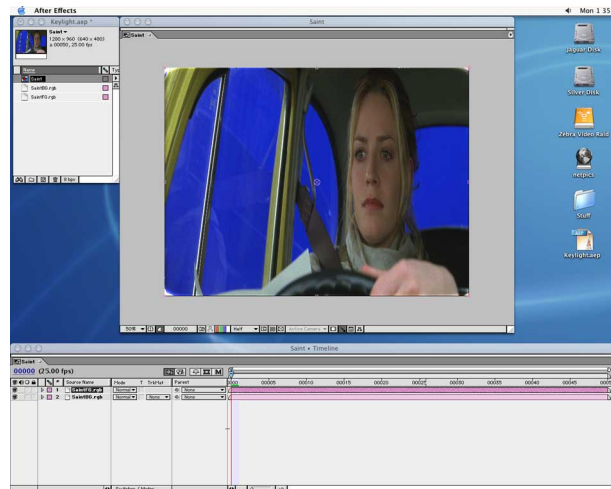 After Effects
Mon 1 35
Keylight.aep *
Saint
Saint
1280 x 960 (640 x 480)
Δ 00050, 25.00 fps
Name
Typ
Saint
SaintBG.rgb
SaintFG.rgb
8 bpc
Saint
50%
00000
Half
Active Camera
Jaguar Disk
Silver Disk
Zebra Video Raid
netpics
Stuff
Keylight.aep
Saint • Timeline
Saint
00000 (25.00 fps)
# Source Name Mode T TrkMat Parent
0000 00005 00010 00015 00020 00025 00030 00035 00040 00045 0005
1 SaintFG.rgb Normal None
2 SaintBG.rgb Normal None None
Switches / Modes